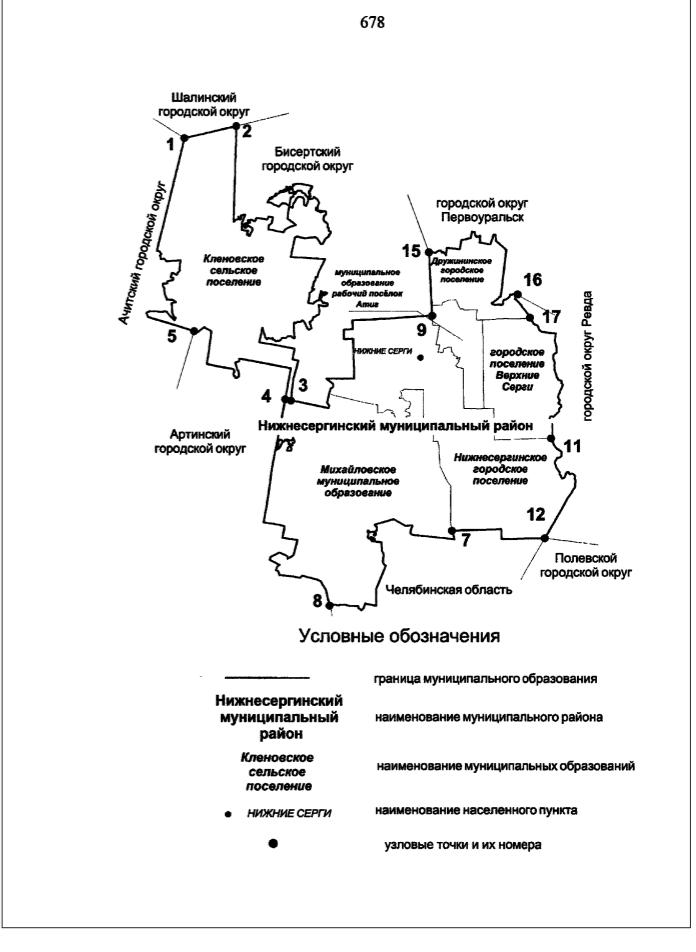 678
Шалинский
городской округ
1
2
Бисертский
городской округ
Ачитский городской округ
городской округ
Первоуральск
15
Дружининское
городское
поселение
Кленовское
сельское
поселение
муниципальное
образование
рабочий посёлок
Атиг
16
17
9
5
НИЖНИЕ СЕРГИ
городское
поселение
Верхние
Серги
городской округ Ревда
4
3
Нижнесергинский муниципальный район
Артинский
городской округ
11
Михайловское
муниципальное
образование
Нижнесергинское
городское
поселение
12
7
Полевской
городской округ
Челябинская область
8
Условные обозначения
граница муниципального образования
Нижнесергинский
муниципальный
район
наименование муниципального района
Кленовское
сельское
поселение
наименование муниципальных образований
НИЖНИЕ СЕРГИ
наименование населенного пункта
узловые точки и их номера